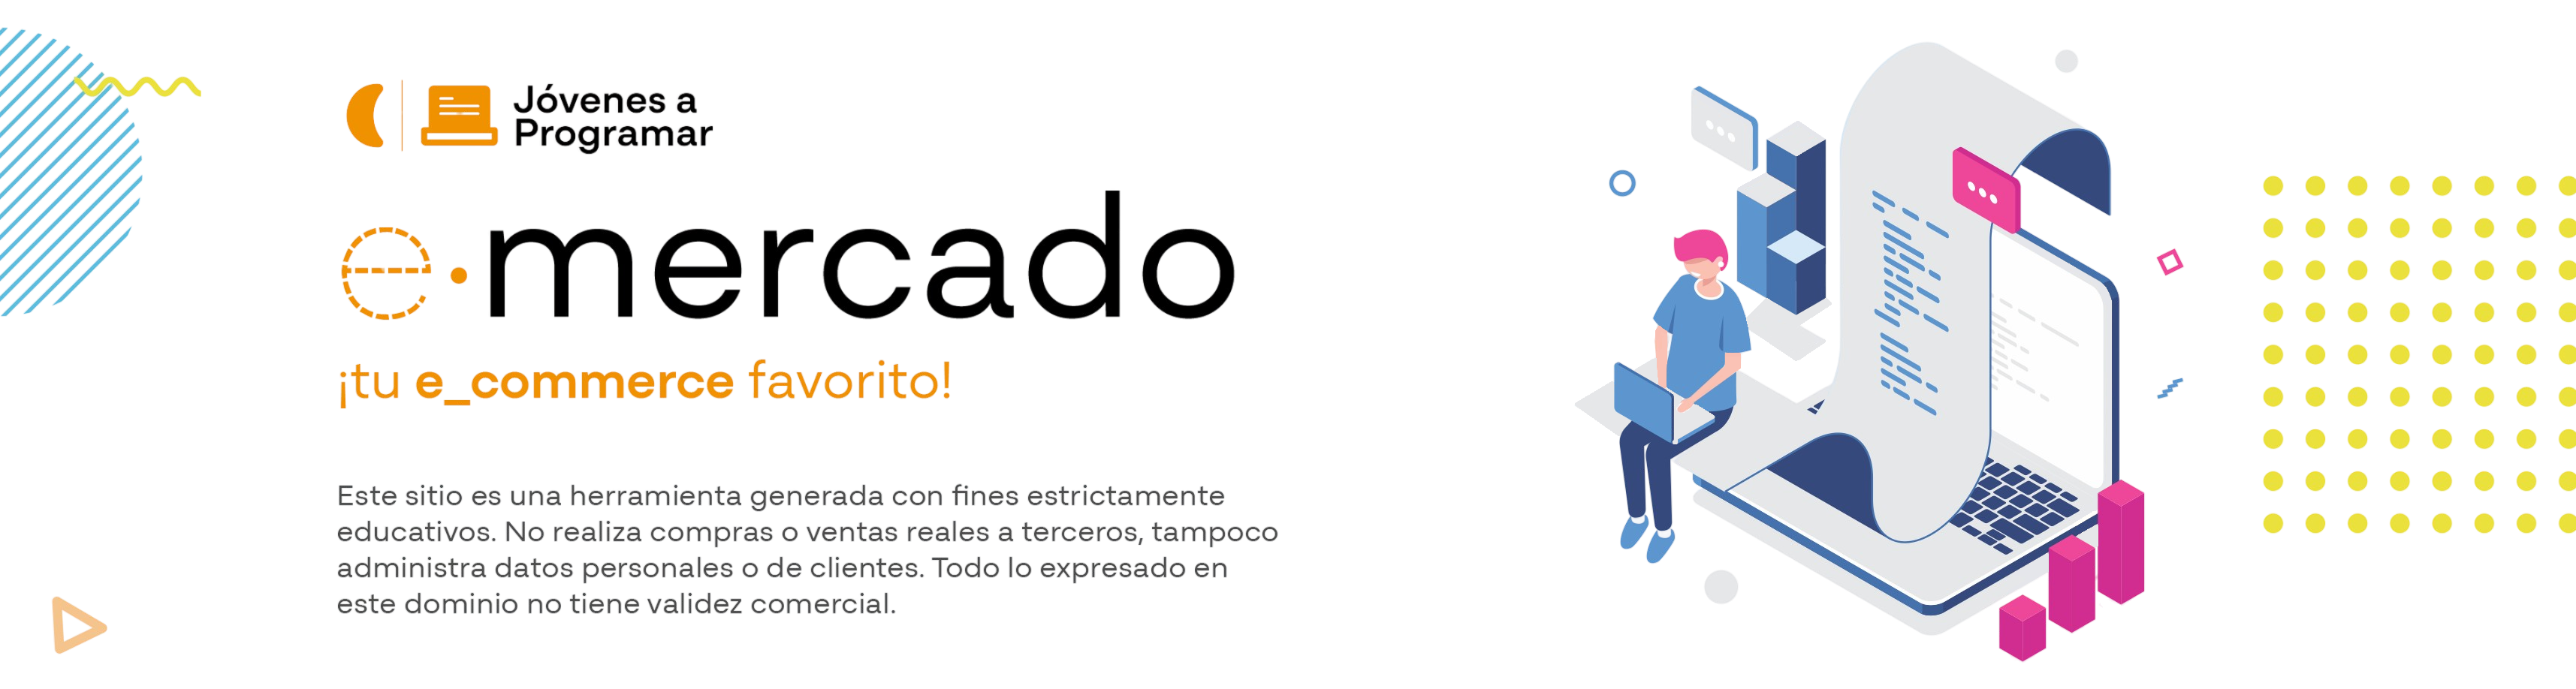 Jóvenes a
Programar
e·mercado
¡tu e_commerce favorito!
Este sitio es una herramienta generada con fines estrictamente
educativos. No realiza compras o ventas reales a terceros, tampoco
administra datos personales o de clientes. Todo lo expresado en
este dominio no tiene validez comercial.